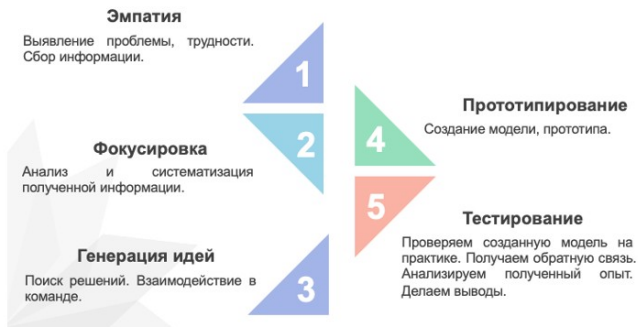 Эмпатия
Выявление проблемы, трудности.
Сбор информации.
1
2
Фокусировка
Анализ и систематизация
полученной информации.
Генерация идей
Поиск решений. Взаимодействие в
команде.
3
Прототипирование
Создание модели, прототипа.
4
5
Тестирование
Проверяем созданную модель на
практике. Получаем обратную связь.
Анализируем полученный опыт.
Делаем выводы.